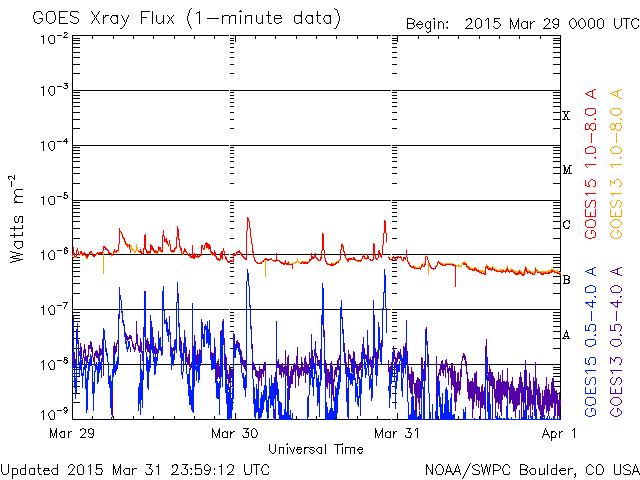 GOES Xray Flux (1-minute data)
Begin: 2015 Mar 29 0000 UTC
10⁻²
10⁻³
10⁻⁴
10⁻⁵
10⁻⁶
10⁻⁷
10⁻⁸
10⁻⁹
Watts m⁻²
X
M
C
B
A
GOES15 1.0-8.0 A
GOES13 1.0-8.0 A
GOES15 0.5-4.0 A
GOES13 0.5-4.0 A
Mar 29
Mar 30
Mar 31
Apr 1
Universal Time
Updated 2015 Mar 31 23:59:12 UTC
NOAA/SWPC Boulder, CO USA